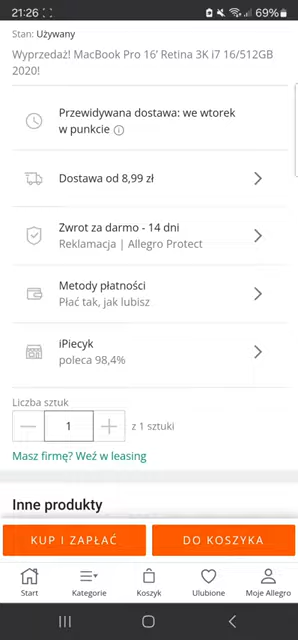 21:26
69%
Stan: Używany
Wyprzedaż! MacBook Pro 16' Retina 3K i7 16/512GB
2020!
Przewidywana dostawa: we wtorek
w punkcie
Dostawa od 8,99 zł
Zwrot za darmo - 14 dni
Reklamacja | Allegro Protect
Metody płatności
Płać tak, jak lubisz
iPiecyk
poleca 98,4%
Liczba sztuk
1 z 1 sztuki
Masz firmę? Weź w leasing
Inne produkty
KUP I ZAPŁAĆ DO KOSZYKA
Start Kategorie Koszyk Ulubione Moje Allegro